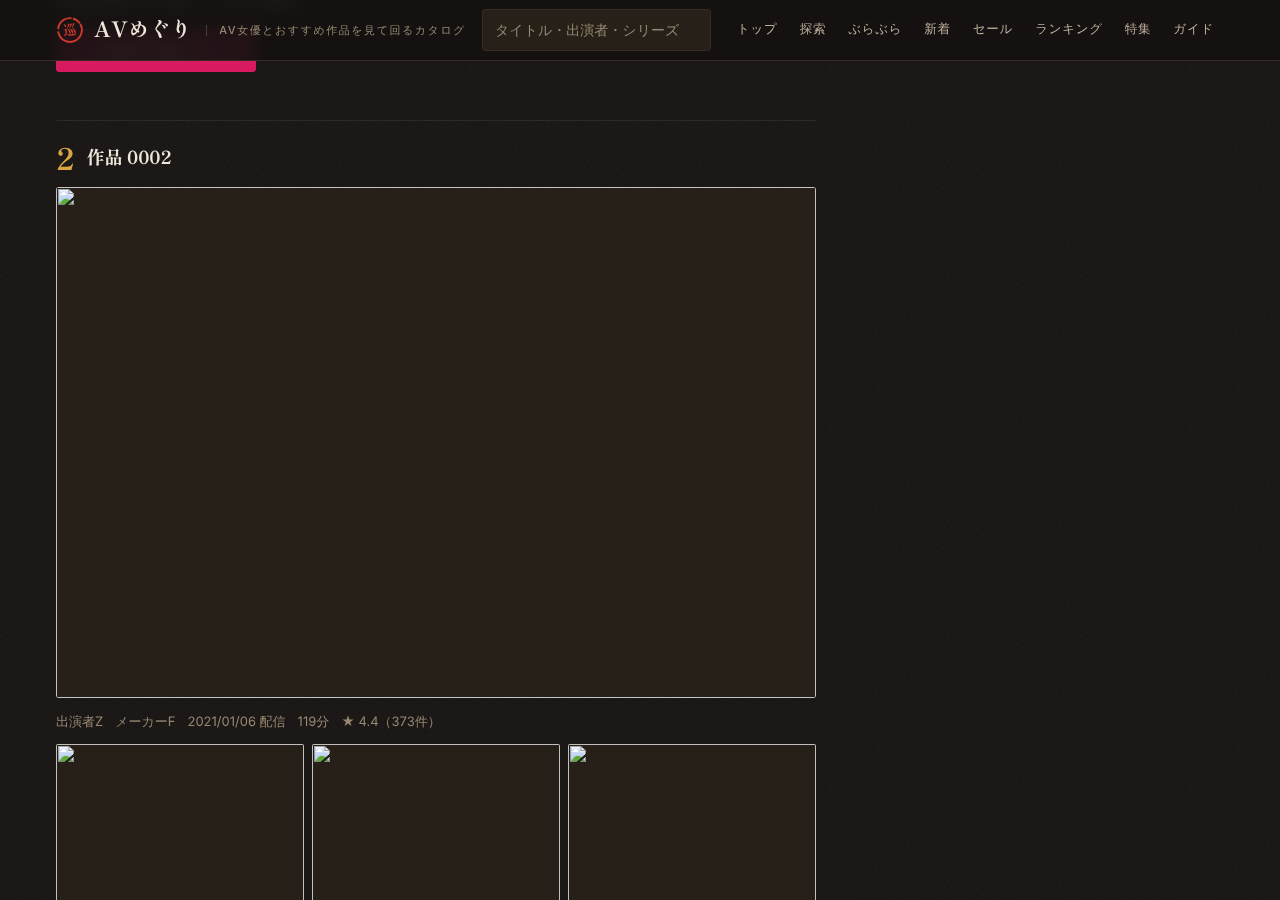 巡 AVめぐり AV女優とおすすめ作品を見て回るカタログ タイトル・出演者・シリーズ トップ 探索 ぶらぶら 新着 セール ランキング 特集 ガイド
2 作品 0002
出演者Z メーカーF 2021/01/06 配信 119分 ★ 4.4（373件）